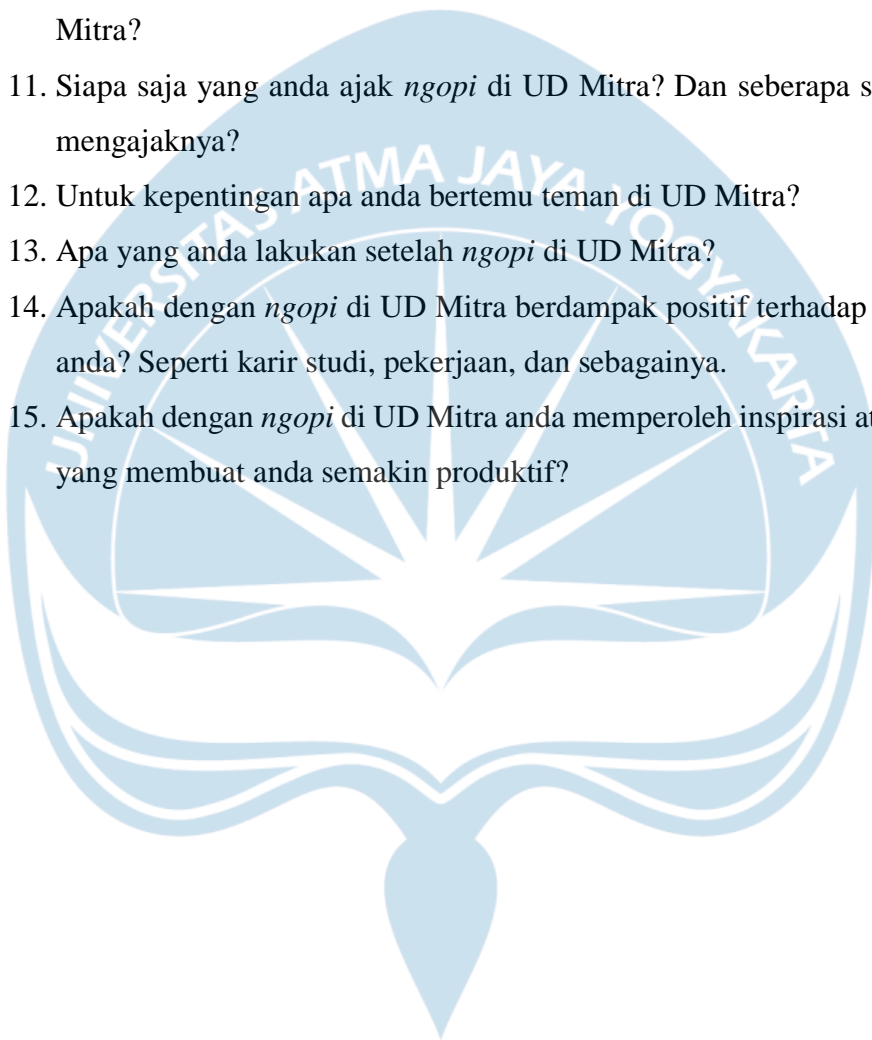 Mitra?
11. Siapa saja yang anda ajak ngopi di UD Mitra? Dan seberapa s
mengajaknya?
12. Untuk kepentingan apa anda bertemu teman di UD Mitra?
13. Apa yang anda lakukan setelah ngopi di UD Mitra?
14. Apakah dengan ngopi di UD Mitra berdampak positif terhadap
anda? Seperti karir studi, pekerjaan, dan sebagainya.
15. Apakah dengan ngopi di UD Mitra anda memperoleh inspirasi at
yang membuat anda semakin produktif?
UNIVERSITAS ATMA JAYA YOGYAKARTA